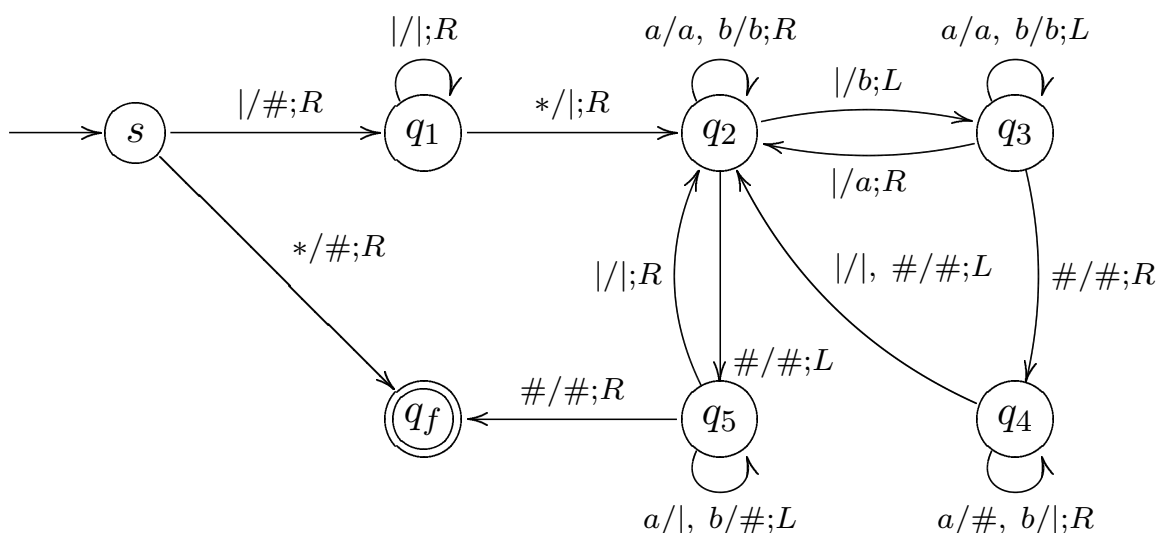 |/|;R
a/a, b/b;R
a/a, b/b;L
|/#;R
*/|;R
|/b;L
s
q1
q2
q3
|/a;R
*/#;R
|/|;R
|/|, #/#;L
#/#;R
#/#;L
#/#;R
qf
q5
q4
a/|, b/#;L
a/#, b/|;R